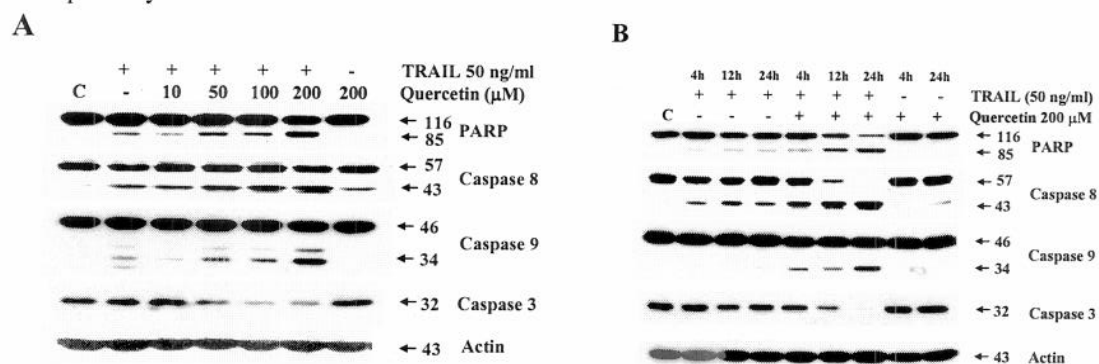 A
+ + + + + - TRAIL 50 ng/ml
C - 10 50 100 200 200 Quercetin (μM)
116
85
PARP
57
43
Caspase 8
46
34
Caspase 9
32 Caspase 3
43 Actin
B
4h 12h 24h 4h 12h 24h 4h 24h
+ + + + + + - - TRAIL (50 ng/ml)
C - - - + + + + + Quercetin 200 μM
116
85
PARP
57
43
Caspase 8
46
34
Caspase 9
32 Caspase 3
43 Actin